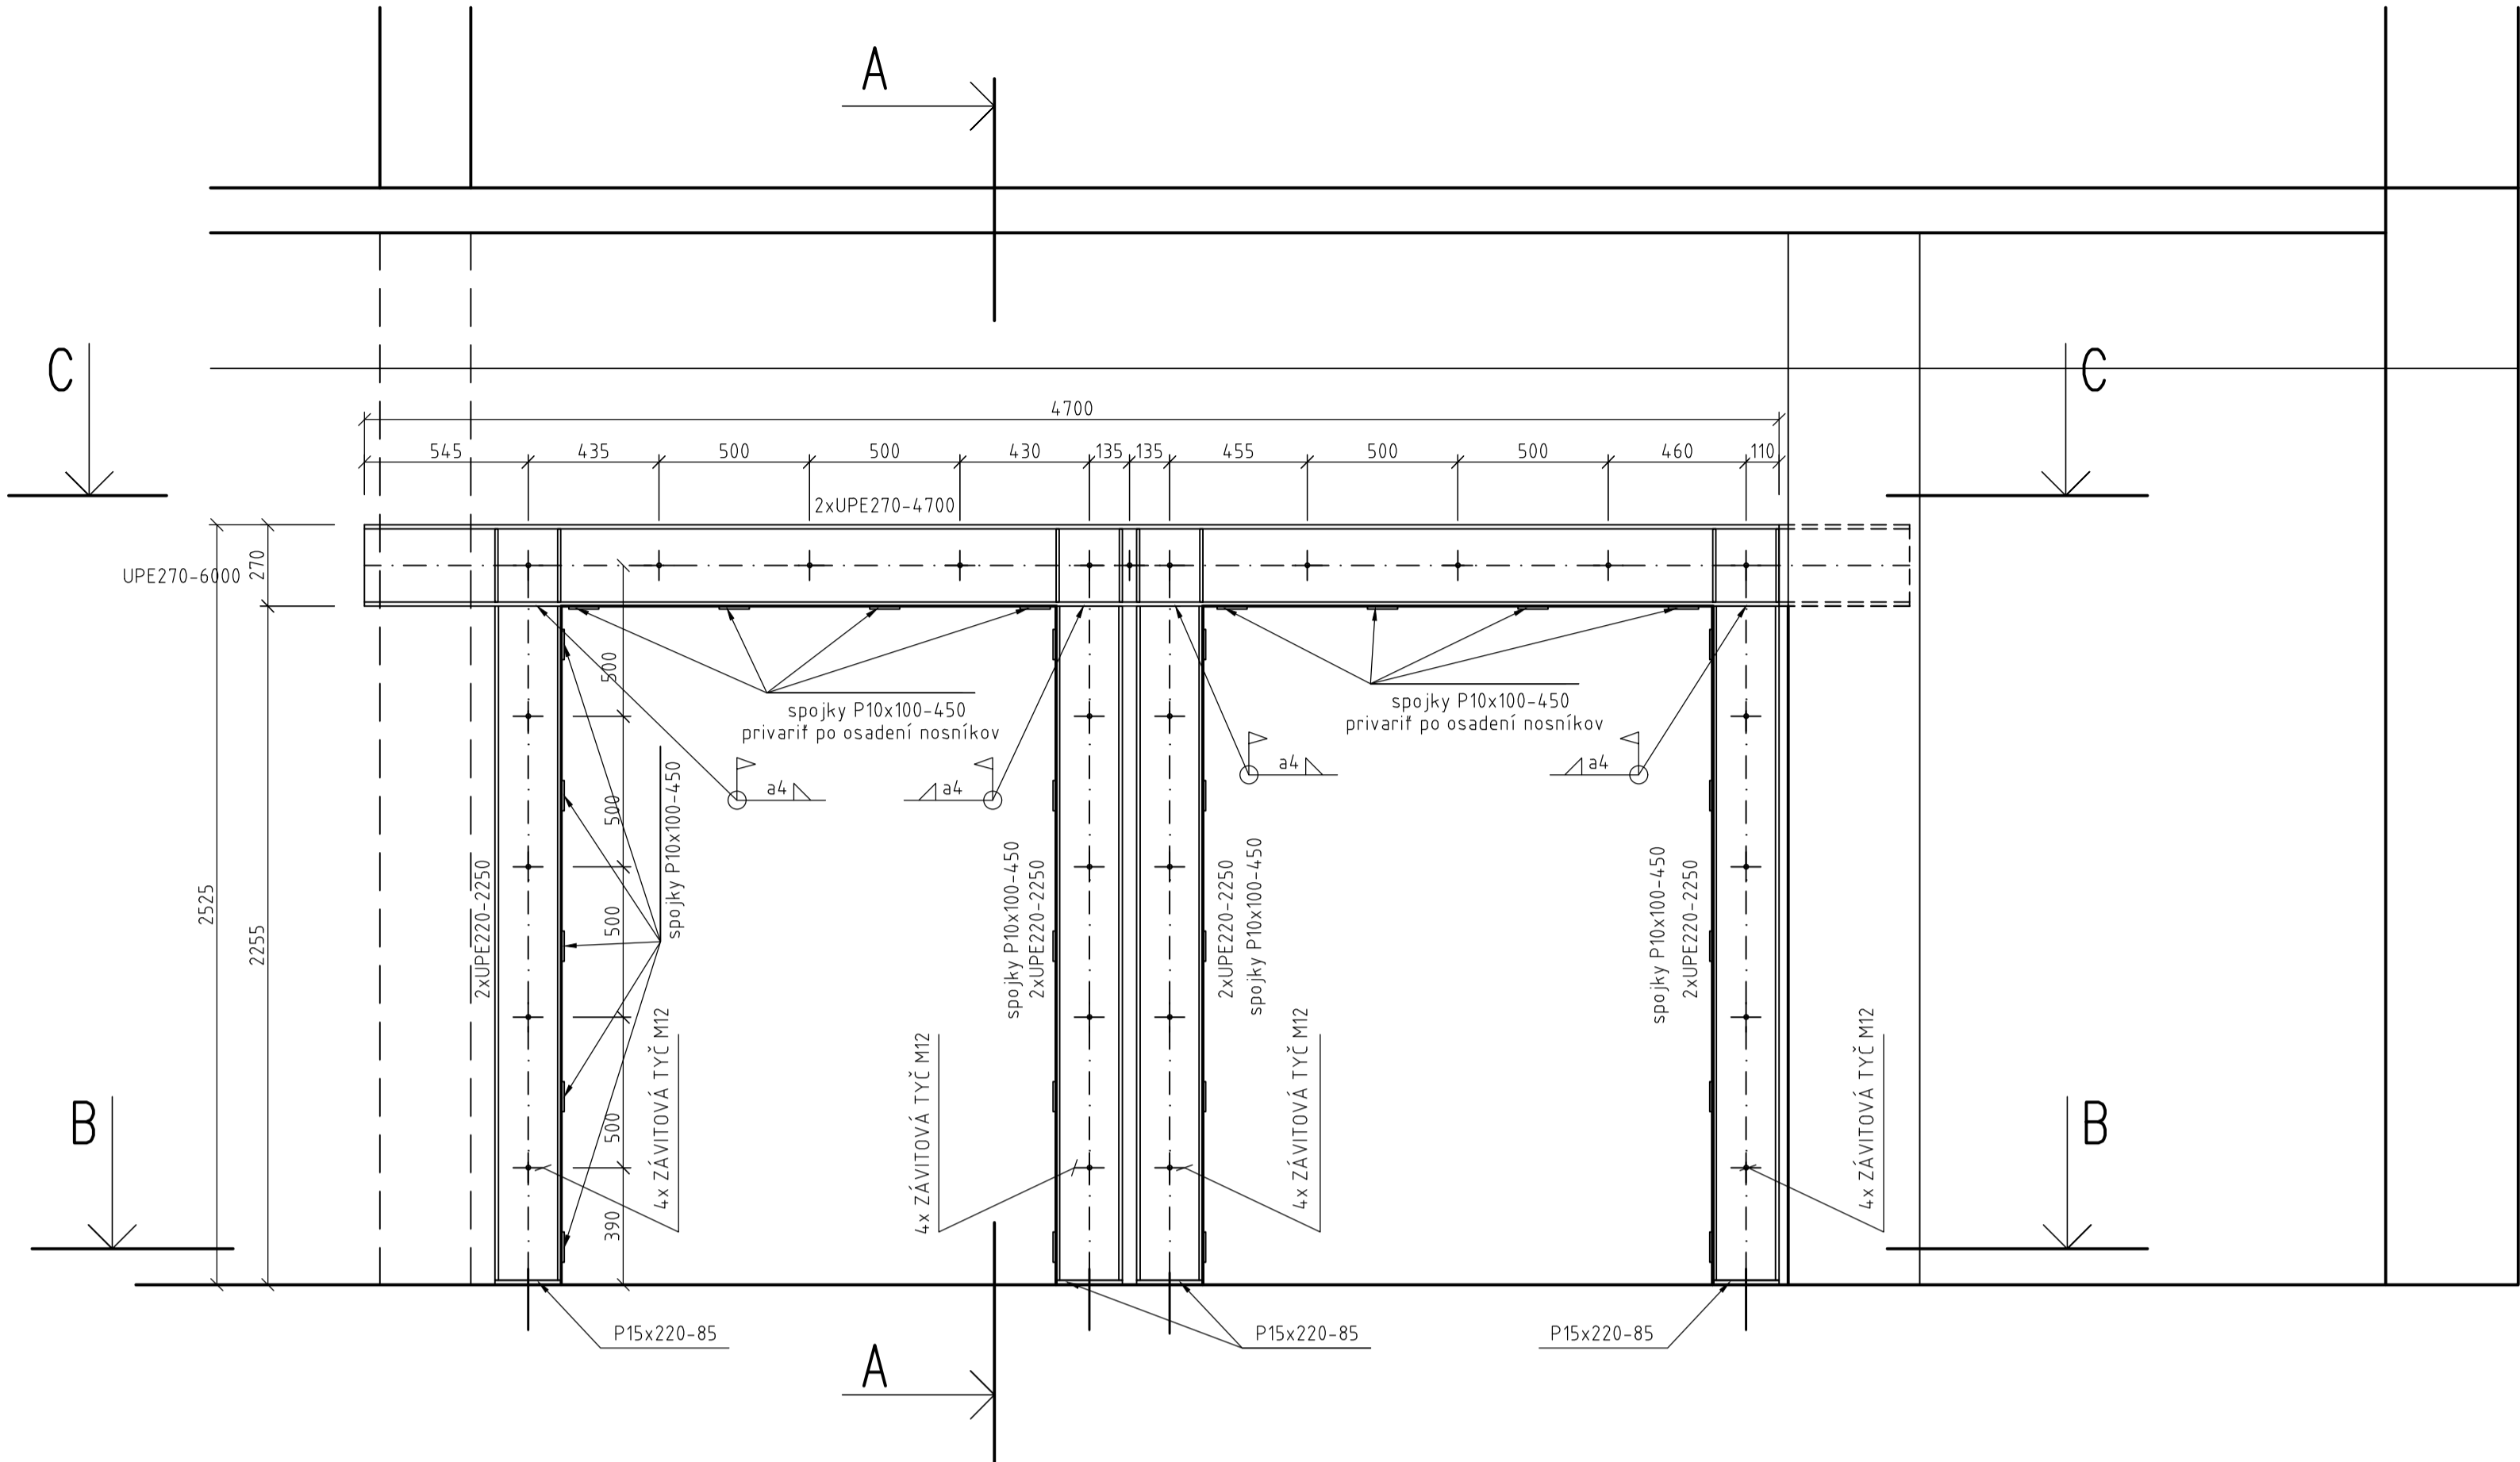 A
C
C
4700
545
435
500
500
430
135
135
455
500
500
460
110
2xUPE270-4700
UPE270-6000
270
2525
2255
500
500
500
500
390
spojky P10x100-450
privariť po osadení nosníkov
spojky P10x100-450
privariť po osadení nosníkov
a4
a4
a4
a4
2xUPE220-2250
spojky P10x100-450
spojky P10x100-450
2xUPE220-2250
2xUPE220-2250
spojky P10x100-450
spojky P10x100-450
2xUPE220-2250
4x ZÁVITOVÁ TYČ M12
4x ZÁVITOVÁ TYČ M12
4x ZÁVITOVÁ TYČ M12
4x ZÁVITOVÁ TYČ M12
B
B
P15x220-85
P15x220-85
P15x220-85
A